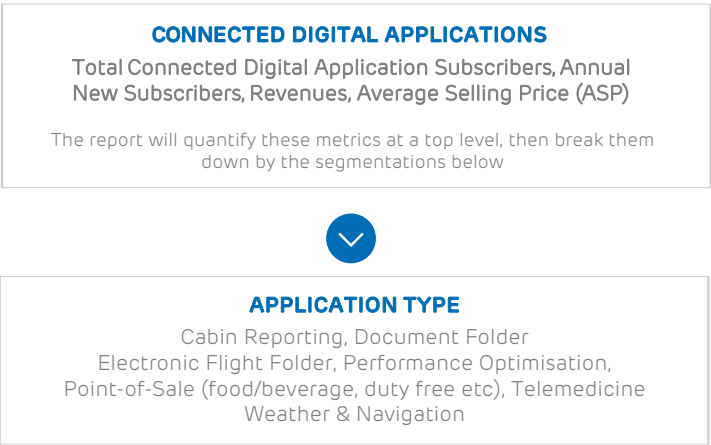 CONNECTED DIGITAL APPLICATIONS
Total Connected Digital Application Subscribers, Annual
New Subscribers, Revenues, Average Selling Price (ASP)
The report will quantify these metrics at a top level, then break them
down by the segmentations below
APPLICATION TYPE
Cabin Reporting, Document Folder
Electronic Flight Folder, Performance Optimisation,
Point-of-Sale (food/beverage, duty free etc), Telemedicine
Weather & Navigation